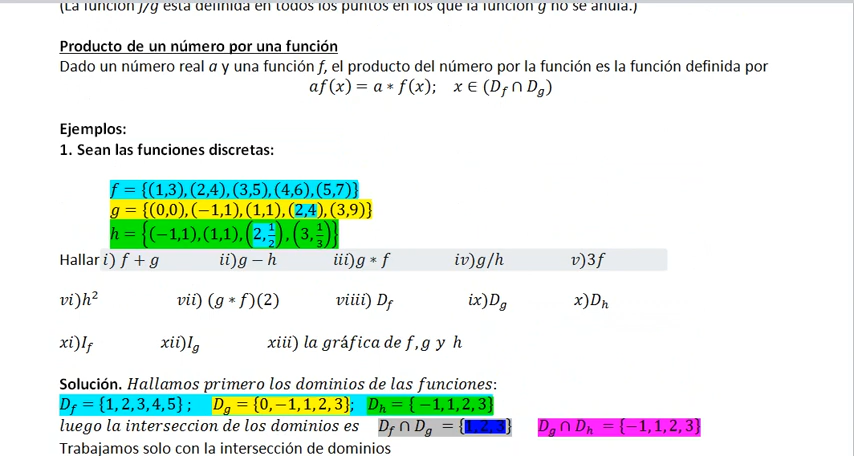 (La función f/g esta definida en todos los puntos en los que la función g no se anula.)
Producto de un número por una función
Dado un número real a y una función f, el producto del número por la función es la función definida por
af(x) = a ∗ f(x);    x ∈ (D_f ∩ D_g)
Ejemplos:
1. Sean las funciones discretas:
f = {(1,3), (2,4), (3,5), (4,6), (5,7)}
g = {(0,0), (−1,1), (1,1), (2,4), (3,9)}
h = {(−1,1), (1,1), (2, 1/2), (3, 1/3)}
Hallar i) f + g    ii)g − h    iii)g ∗ f    iv)g/h    v)3f
vi)h²    vii) (g ∗ f)(2)    viiii) D_f    ix)D_g    x)D_h
xi)I_f    xii)I_g    xiii) la gráfica de f, g y h
Solución. Hallamos primero los dominios de las funciones:
D_f = {1, 2, 3, 4, 5} ;    D_g = {0, −1, 1, 2, 3};    D_h = { −1, 1, 2, 3}
luego la interseccion de los dominios es    D_f ∩ D_g = {1, 2, 3}    D_g ∩ D_h = {−1, 1, 2, 3}
Trabajamos solo con la intersección de dominios